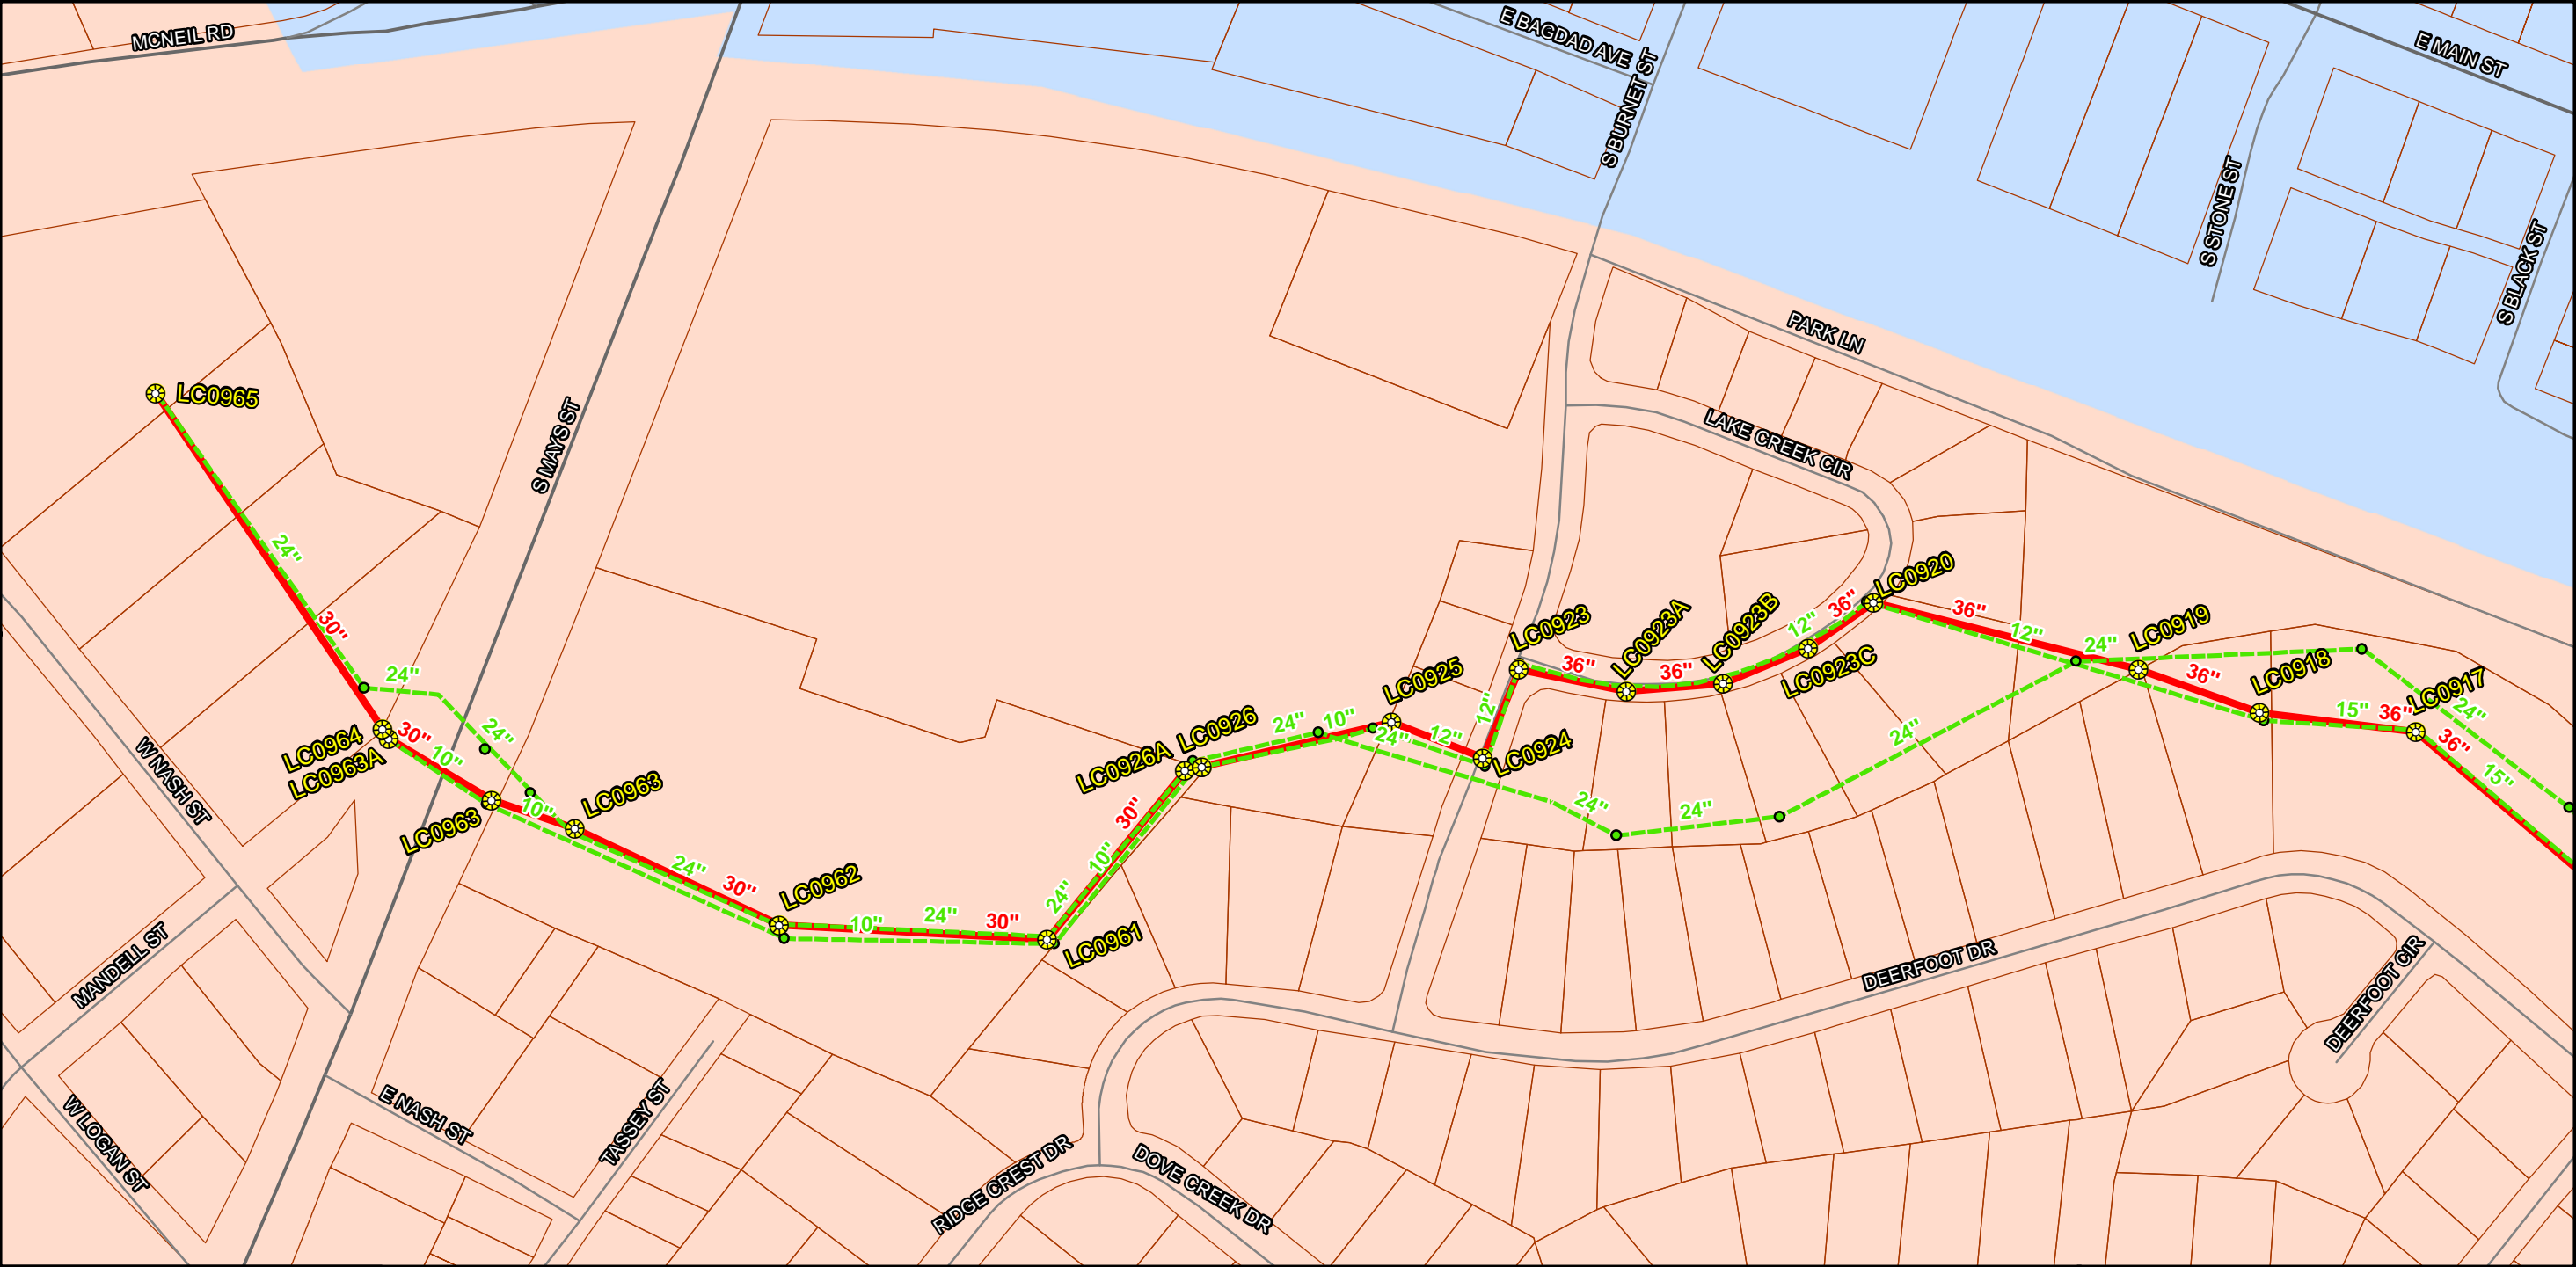 MCNEIL RD
E BAGDAD AVE
E MAIN ST
S BURNET ST
S STONE ST
S BLACK ST
PARK LN
LC0965
S MAYS ST
LAKE CREEK CIR
24"
30"
24"
24"
LC0964
LC0963A
30"
10"
10"
LC0963
LC0963
W NASH ST
24"
30"
LC0962
10"
24"
30"
LC0961
24"
10"
30"
LC0926A
LC0926
24"
10"
24"
LC0925
12"
LC0924
12"
LC0923
36"
LC0923A
36"
LC0923B
12"
36"
LC0923C
LC0920
36"
12"
24"
LC0919
36"
LC0918
15"
36"
LC0917
24"
36"
15"
24"
24"
24"
MANDELL ST
DEERFOOT DR
DEERFOOT CIR
W LOGAN ST
E NASH ST
TASSEY ST
RIDGE CREST DR
DOVE CREEK DR